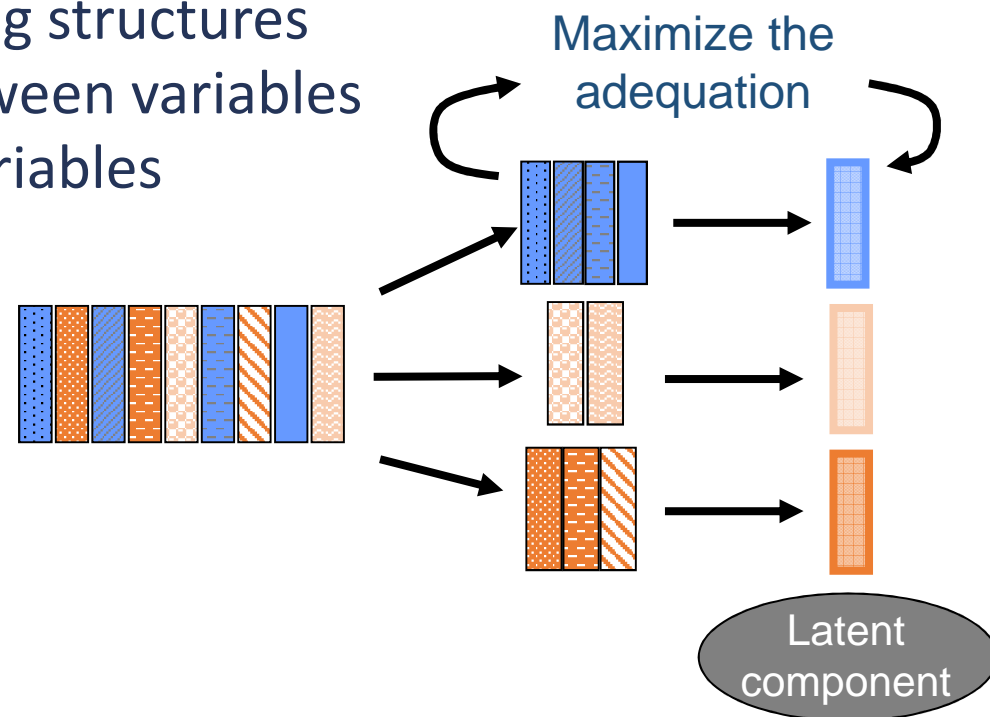 g structures
ween variables
riables
Maximize the
adequation
Latent
component